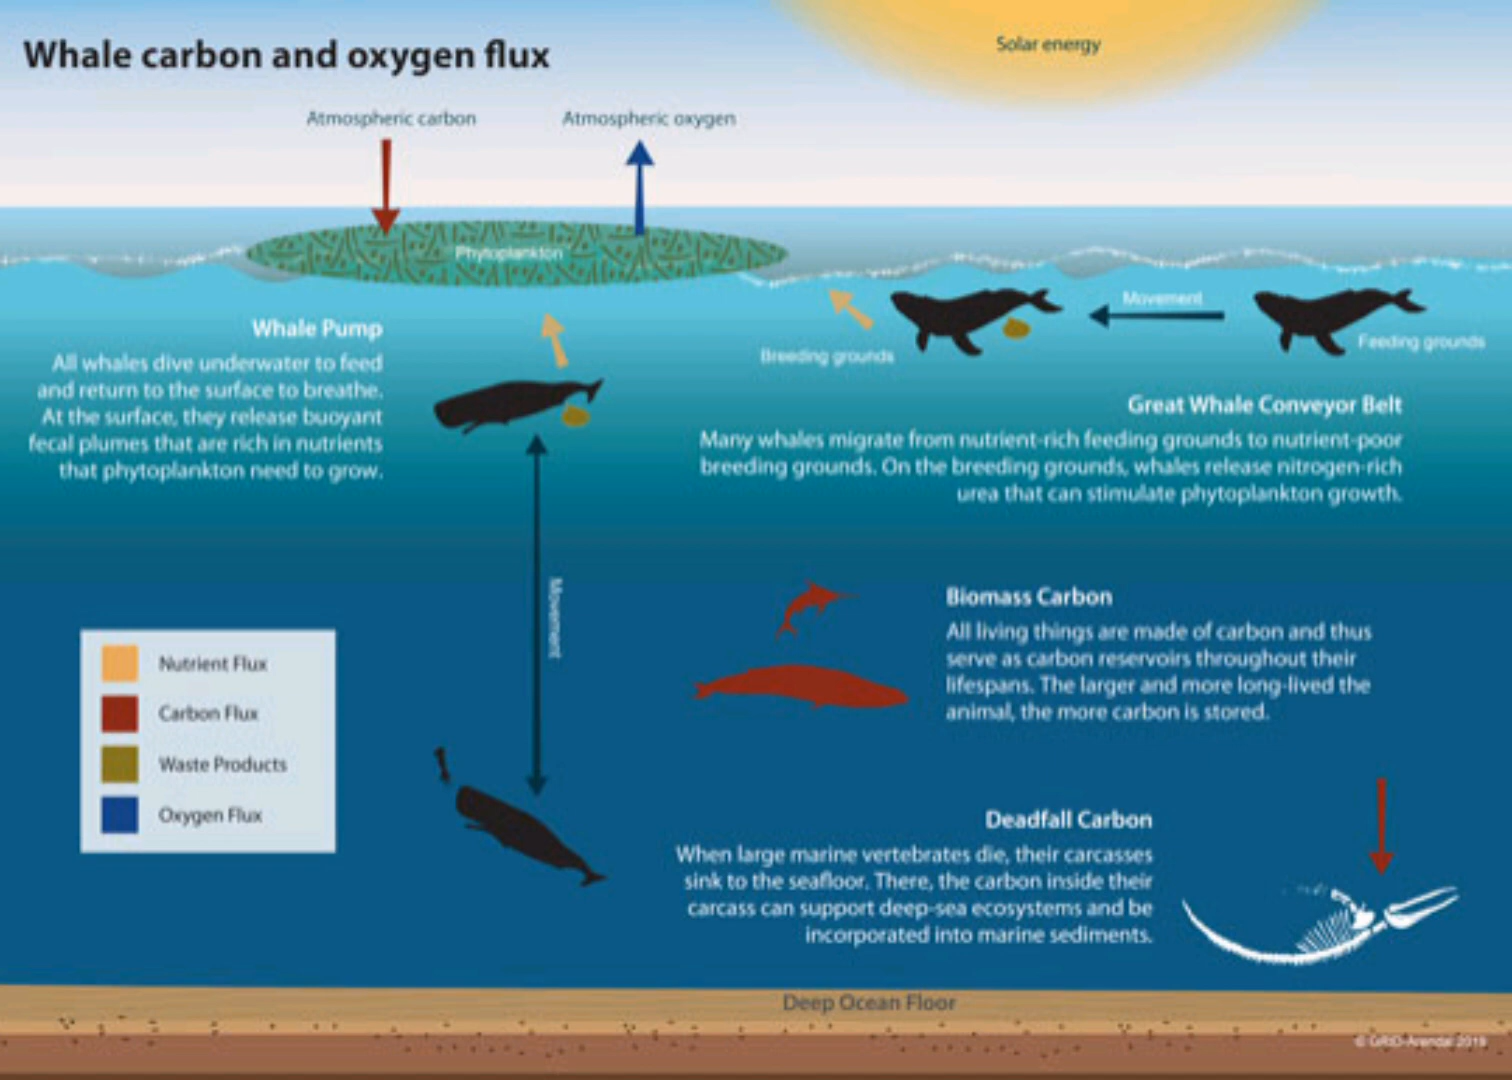 Whale carbon and oxygen flux
Solar energy
Atmospheric carbon
Atmospheric oxygen
Phytoplankton
Whale Pump
All whales dive underwater to feed
and return to the surface to breathe.
At the surface, they release buoyant
fecal plumes that are rich in nutrients
that phytoplankton need to grow.
Movement
Breeding grounds
Feeding grounds
Great Whale Conveyor Belt
Many whales migrate from nutrient-rich feeding grounds to nutrient-poor
breeding grounds. On the breeding grounds, whales release nitrogen-rich
urea that can stimulate phytoplankton growth.
Movement
Biomass Carbon
All living things are made of carbon and thus
serve as carbon reservoirs throughout their
lifespans. The larger and more long-lived the
animal, the more carbon is stored.
Nutrient Flux
Carbon Flux
Waste Products
Oxygen Flux
Deadfall Carbon
When large marine vertebrates die, their carcasses
sink to the seafloor. There, the carbon inside their
carcass can support deep-sea ecosystems and be
incorporated into marine sediments.
Deep Ocean Floor
© GRID-Arendal 2019